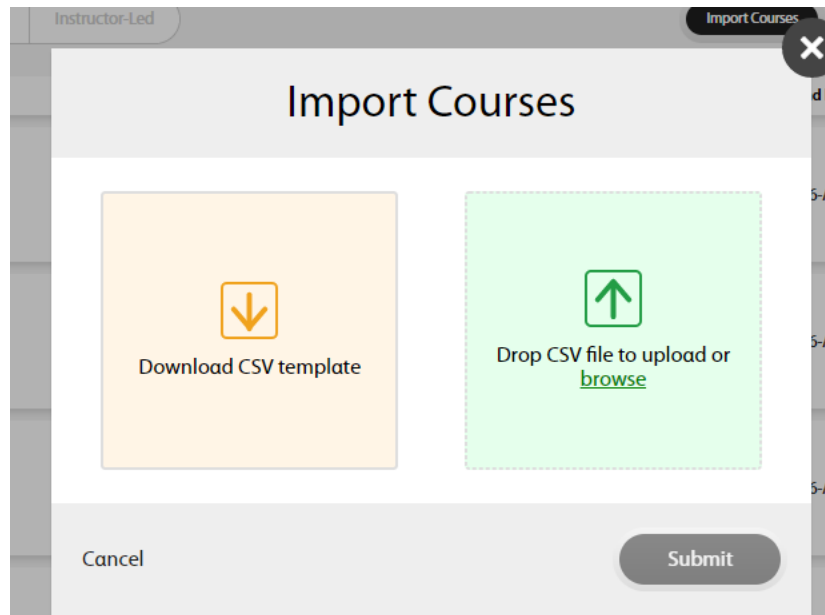 Instructor-Led
Import Courses
Import Courses
Download CSV template
Drop CSV file to upload or
browse
Cancel
Submit